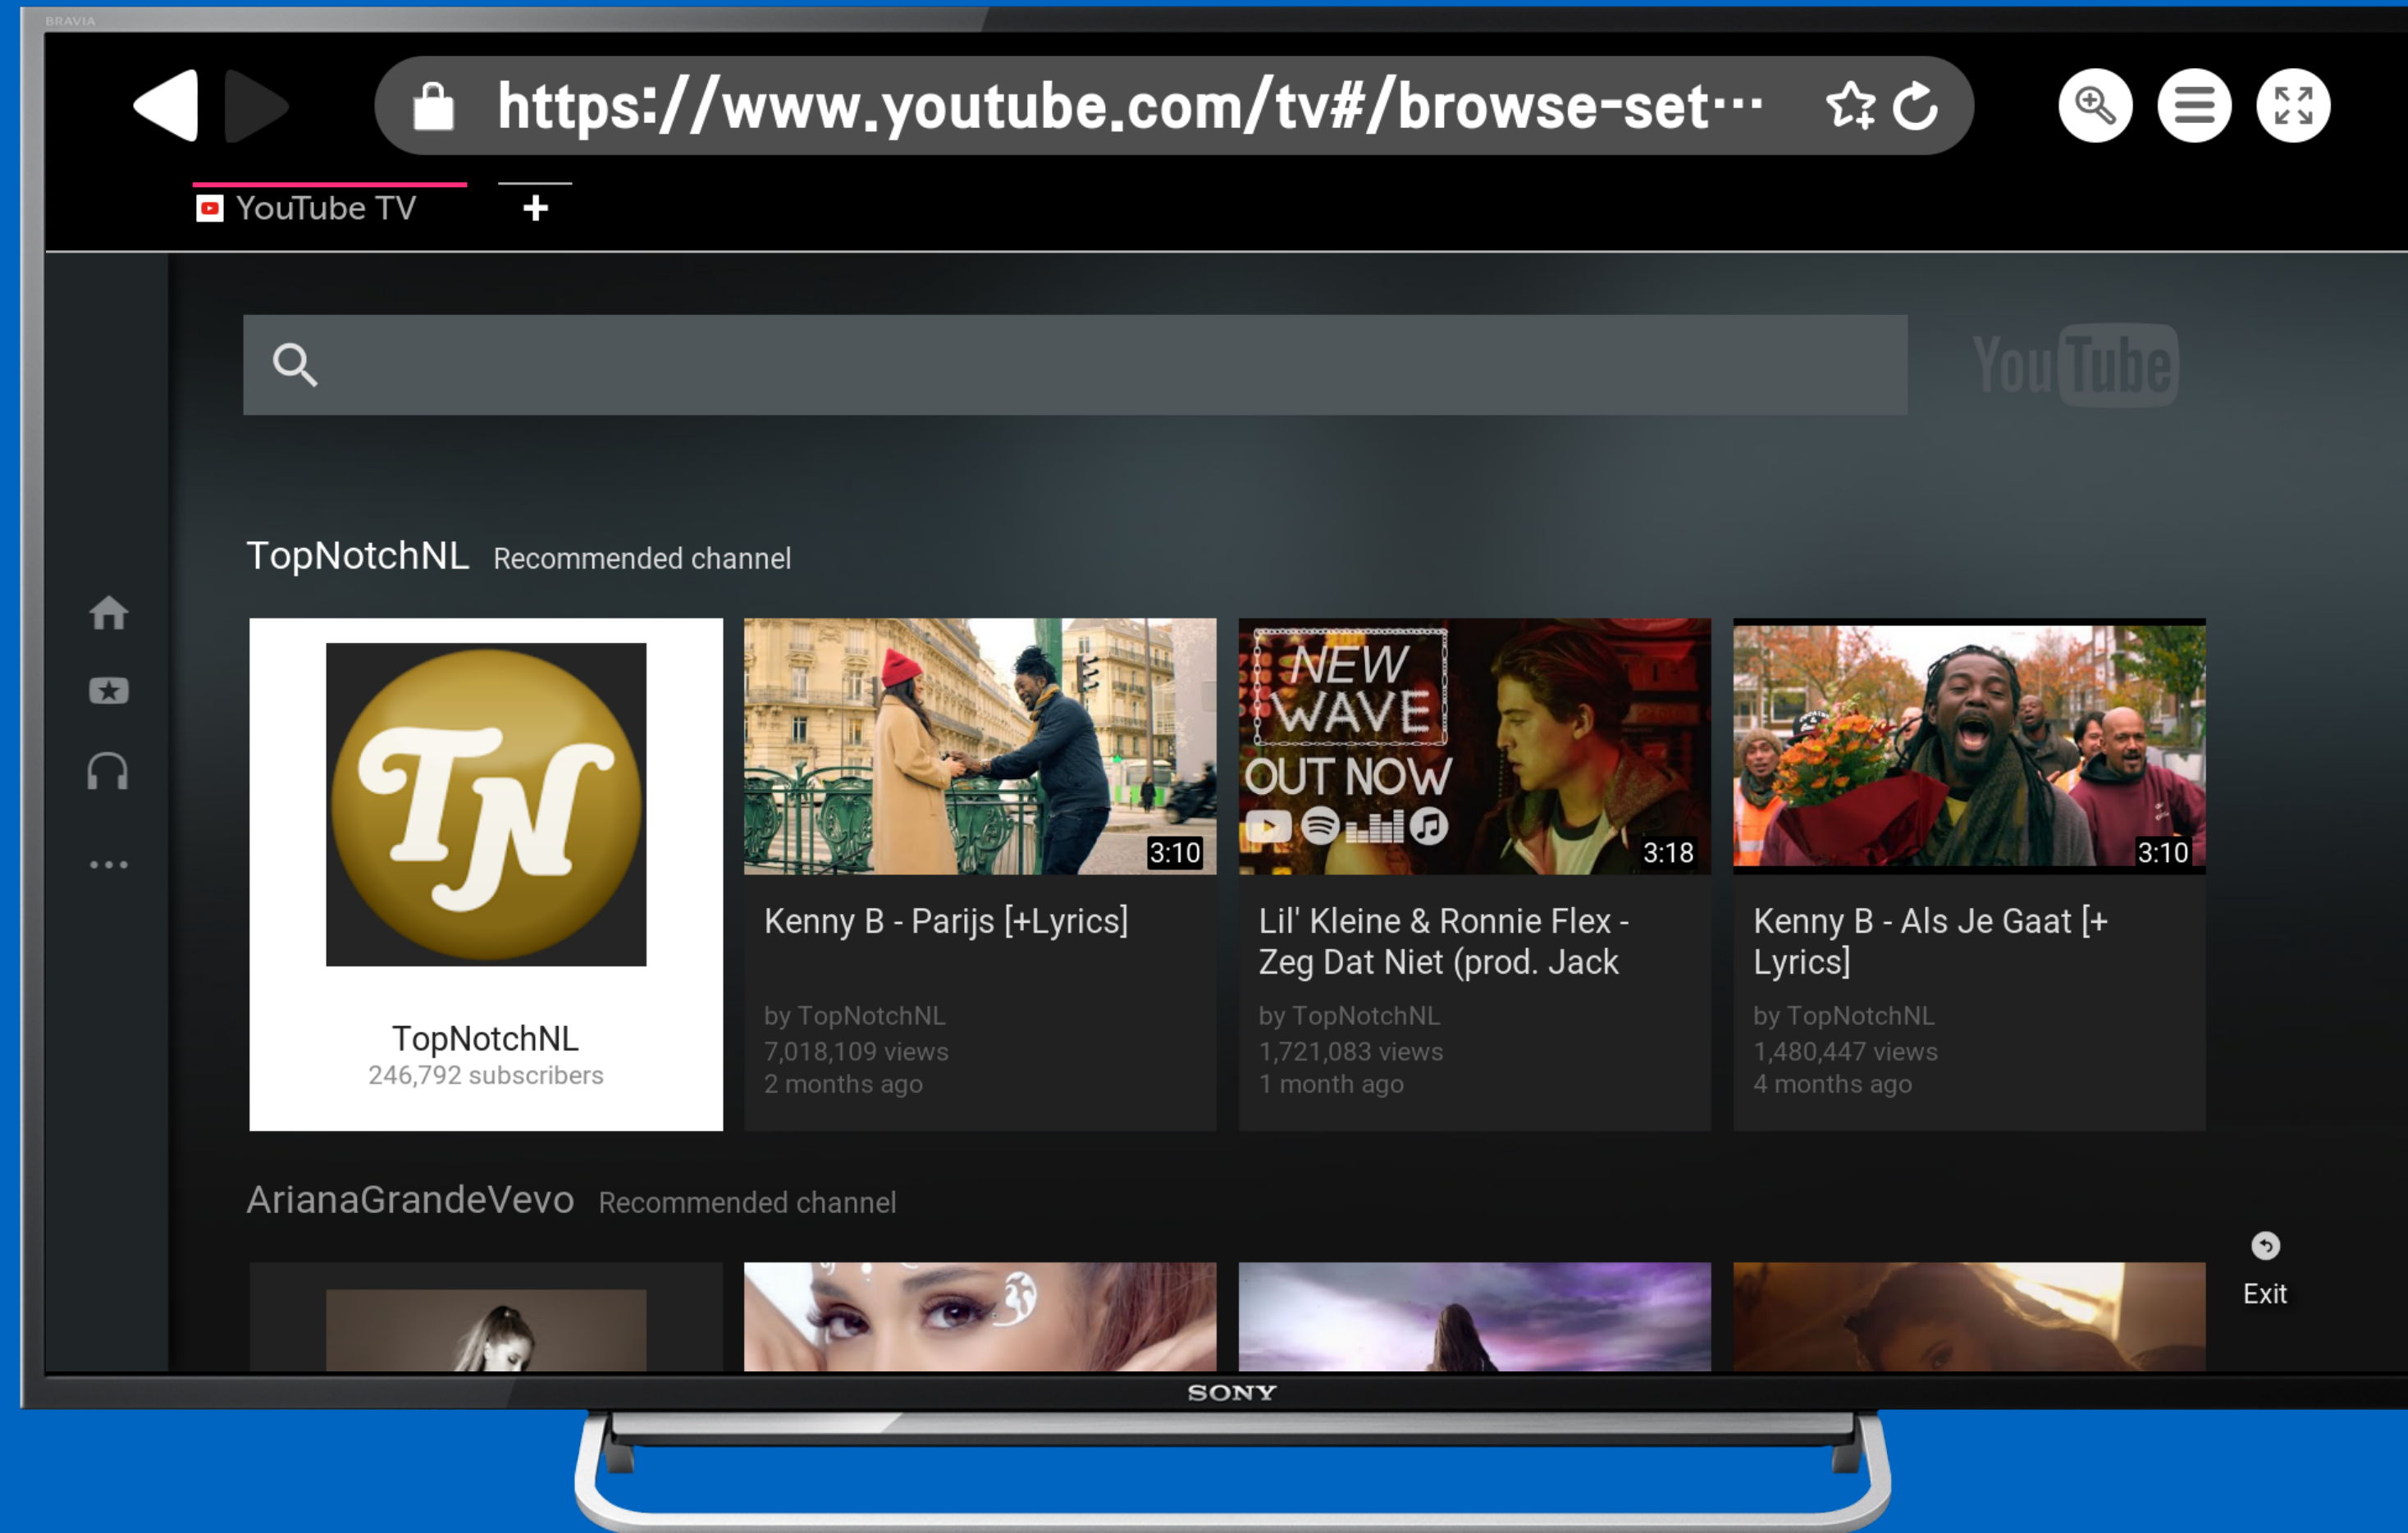 BRAVIA
https://www.youtube.com/tv#/browse-set...
YouTube TV
YouTube
TopNotchNL Recommended channel
TN
TopNotchNL
246,792 subscribers
3:10
Kenny B - Parijs [+Lyrics]
by TopNotchNL
7,018,109 views
2 months ago
NEW
WAVE
OUT NOW
3:18
Lil' Kleine & Ronnie Flex -
Zeg Dat Niet (prod. Jack
by TopNotchNL
1,721,083 views
1 month ago
3:10
Kenny B - Als Je Gaat [+
Lyrics]
by TopNotchNL
1,480,447 views
4 months ago
ArianaGrandeVevo Recommended channel
Exit
SONY